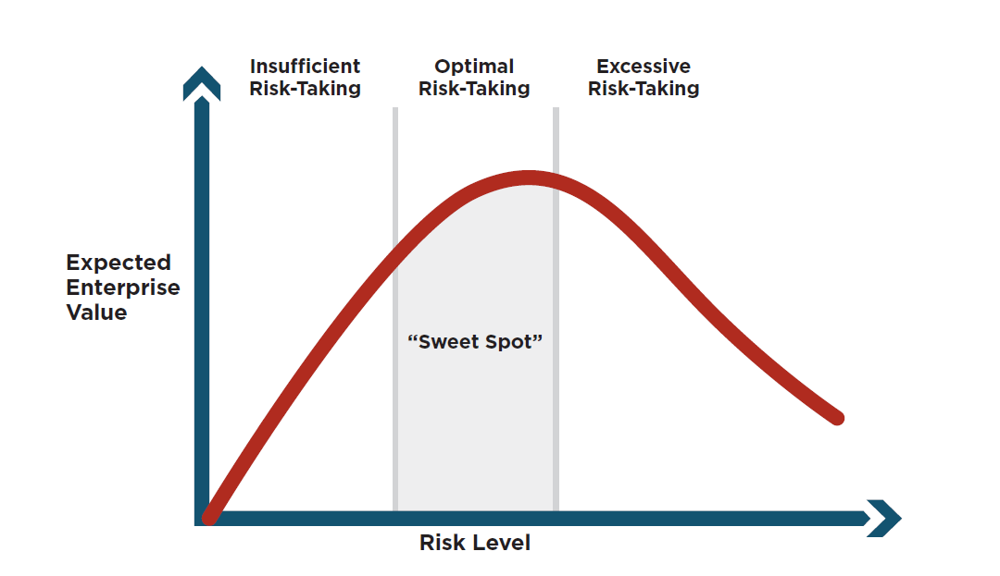 Insufficient
Risk-Taking
Optimal
Risk-Taking
Excessive
Risk-Taking
Expected
Enterprise
Value
“Sweet Spot”
Risk Level